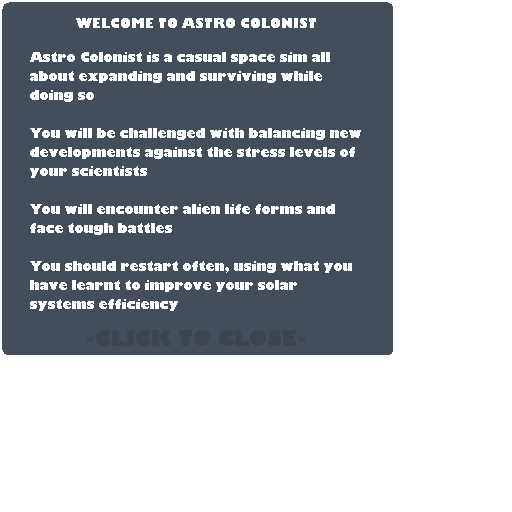 WELCOME TO ASTRO COLONIST
Astro Colonist is a casual space sim all
about expanding and surviving while
doing so
You will be challenged with balancing new
developments against the stress levels of
your scientists
You will encounter alien life forms and
face tough battles
You should restart often, using what you
have learnt to improve your solar
systems efficiency
-CLICK TO CLOSE-